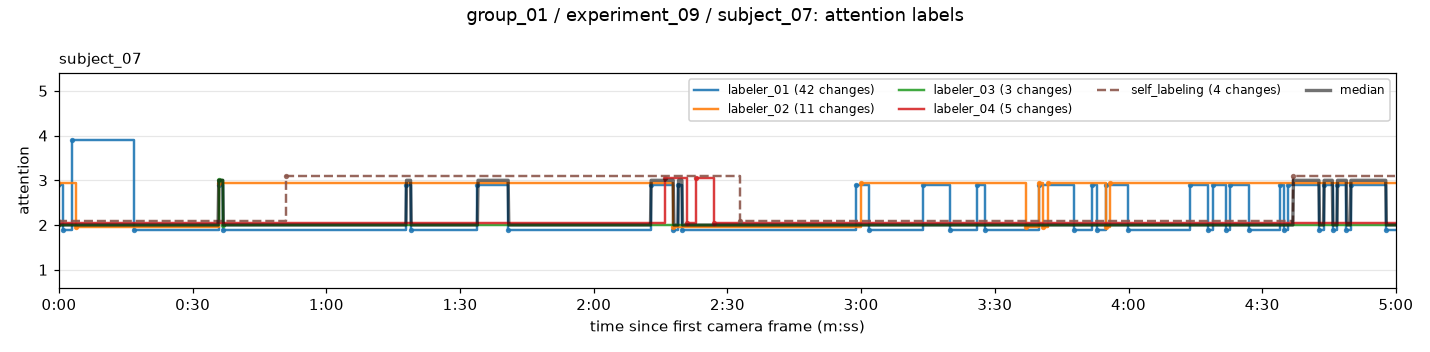 group_01 / experiment_09 / subject_07: attention labels
subject_07
labeler_01 (42 changes)
labeler_02 (11 changes)
labeler_03 (3 changes)
labeler_04 (5 changes)
self_labeling (4 changes)
median
attention
5
4
3
2
1
0:00 0:30 1:00 1:30 2:00 2:30 3:00 3:30 4:00 4:30 5:00
time since first camera frame (m:ss)